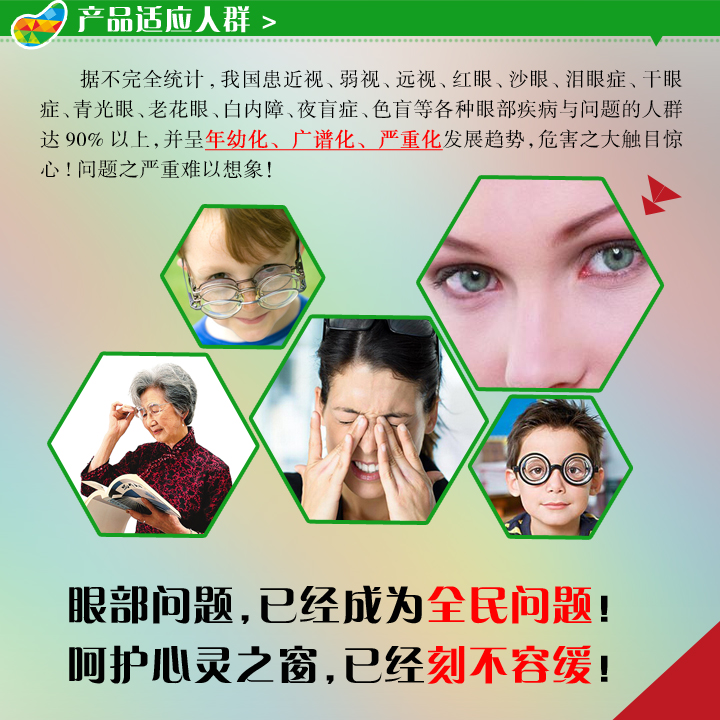 产品适应人群 >
据不完全统计，我国患近视、弱视、远视、红眼、沙眼、泪眼症、干眼
症、青光眼、老花眼、白内障、夜盲症、色盲等各种眼部疾病与问题的人群
达 90% 以上，并呈年幼化、广谱化、严重化发展趋势，危害之大触目惊
心！问题之严重难以想象！
眼部问题，已经成为全民问题！
呵护心灵之窗，已经刻不容缓！